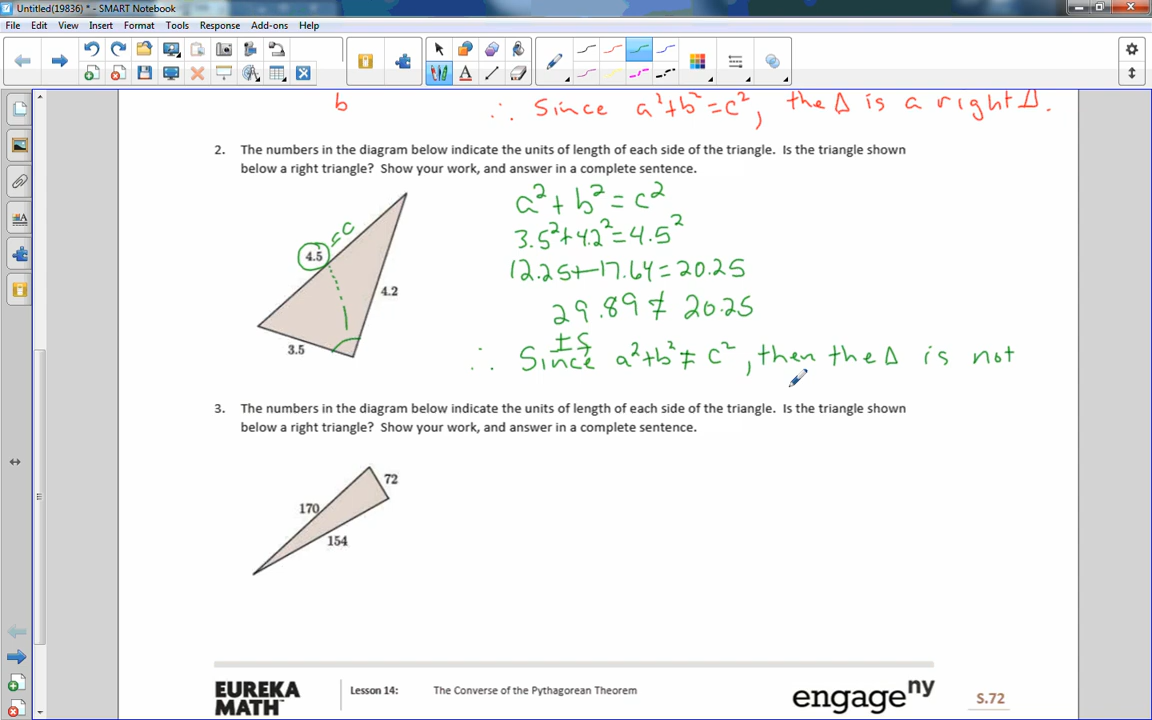 Untitled(19836) * - SMART Notebook
File Edit View Insert Format Tools Response Add-ons Help
b
∴ Since a²+b²=c², the Δ is a right Δ.
2. The numbers in the diagram below indicate the units of length of each side of the triangle. Is the triangle shown
below a right triangle? Show your work, and answer in a complete sentence.
a²+b²=c²
4.5 = c
3.5²+4.2²=4.5²
12.25+17.64=20.25
4.2
29.89≠20.25
3.5
±5
∴ Since a²+b²≠c², then the Δ is not
3. The numbers in the diagram below indicate the units of length of each side of the triangle. Is the triangle shown
below a right triangle? Show your work, and answer in a complete sentence.
72
170
154
EUREKA
MATH™
Lesson 14: The Converse of the Pythagorean Theorem
engageny
S.72